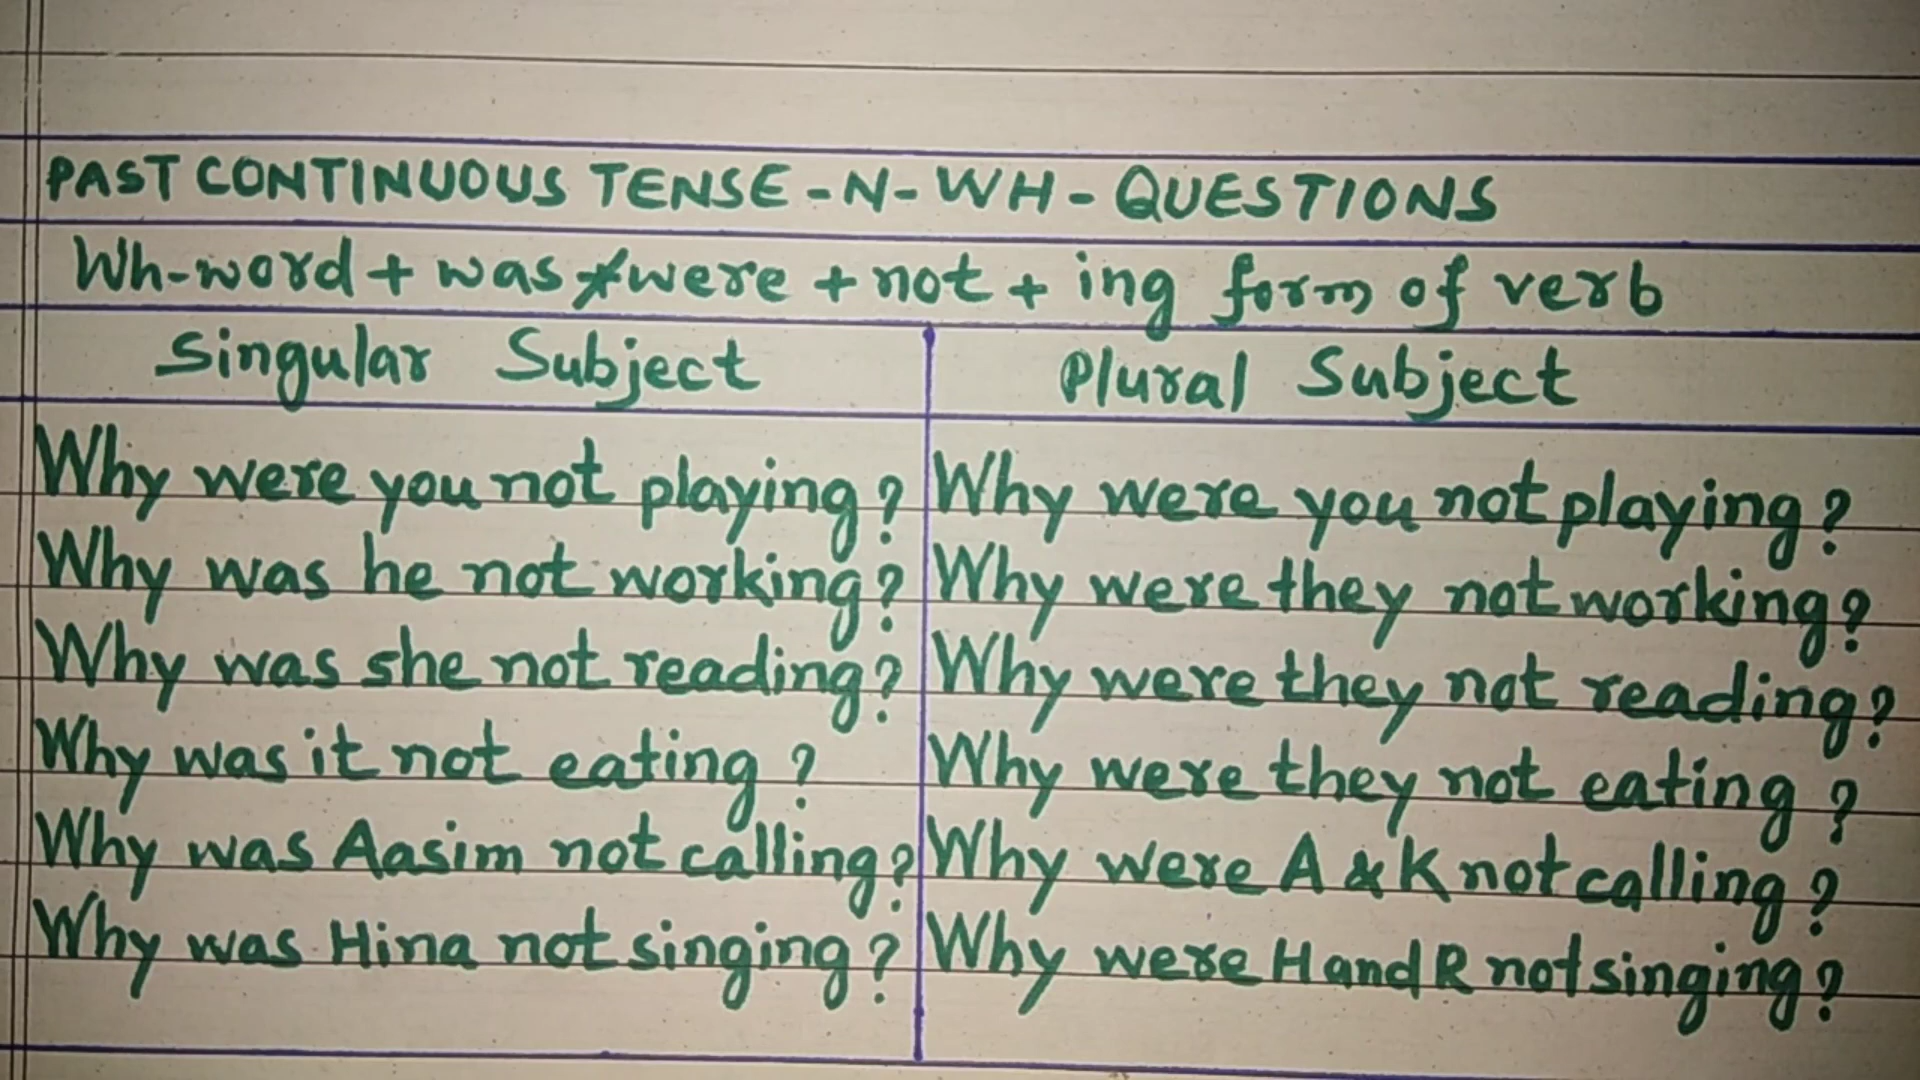 PAST CONTINUOUS TENSE-N-WH-QUESTIONS
Wh-word + was/were + not + ing form of verb
Singular Subject
Plural Subject
Why were you not playing?
Why were you not playing?
Why was he not working?
Why were they not working?
Why was she not reading?
Why were they not reading?
Why was it not eating?
Why were they not eating?
Why was Aasim not calling?
Why were A & K not calling?
Why was Hina not singing?
Why were H and R not singing?